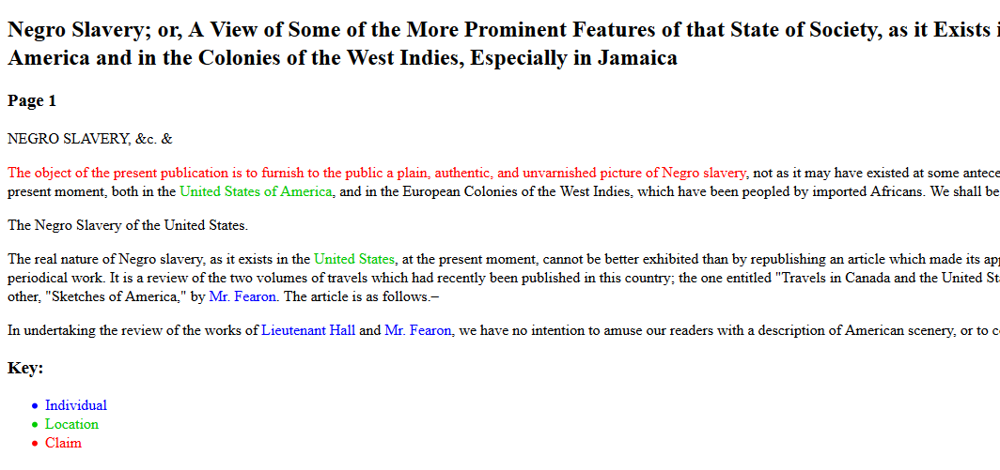 Negro Slavery; or, A View of Some of the More Prominent Features of that State of Society, as it Exists
America and in the Colonies of the West Indies, Especially in Jamaica
Page 1
NEGRO SLAVERY, &c. &
The object of the present publication is to furnish to the public a plain, authentic, and unvarnished picture of Negro slavery, not as it may have existed at some
present moment, both in the United States of America, and in the European Colonies of the West Indies, which have been peopled by imported Africans. We shall be
The Negro Slavery of the United States.
The real nature of Negro slavery, as it exists in the United States, at the present moment, cannot be better exhibited than by republishing an article which made its
periodical work. It is a review of the two volumes of travels which had recently been published in this country; the one entitled "Travels in Canada and the United
other, "Sketches of America," by Mr. Fearon. The article is as follows.–
In undertaking the review of the works of Lieutenant Hall and Mr. Fearon, we have no intention to amuse our readers with a description of American scenery, or to
Key:
• Individual
• Location
• Claim